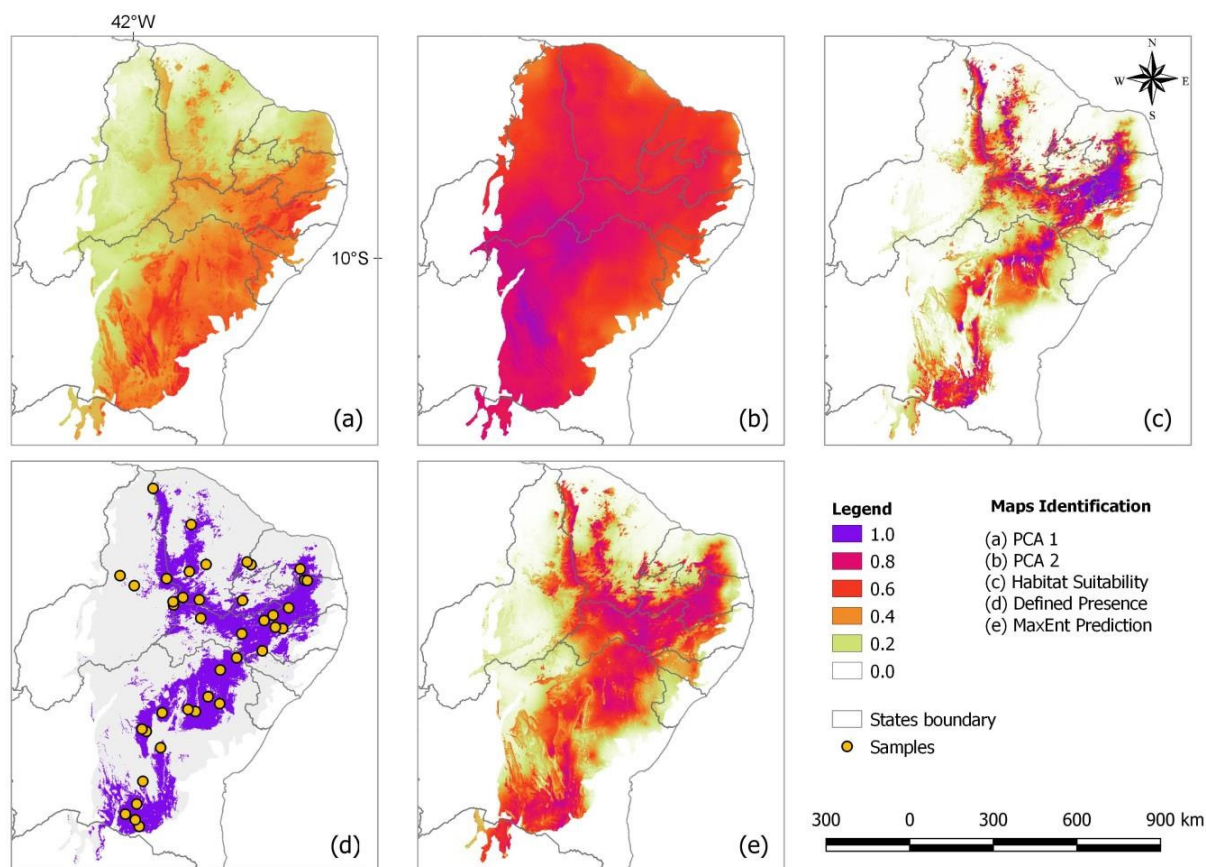 42°W
10°S
N
W E
S
(a)
(b)
(c)
(d)
(e)
Legend
1.0
0.8
0.6
0.4
0.2
0.0
States boundary
Samples
Maps Identification
(a) PCA 1
(b) PCA 2
(c) Habitat Suitability
(d) Defined Presence
(e) MaxEnt Prediction
300 0 300 600 900 km